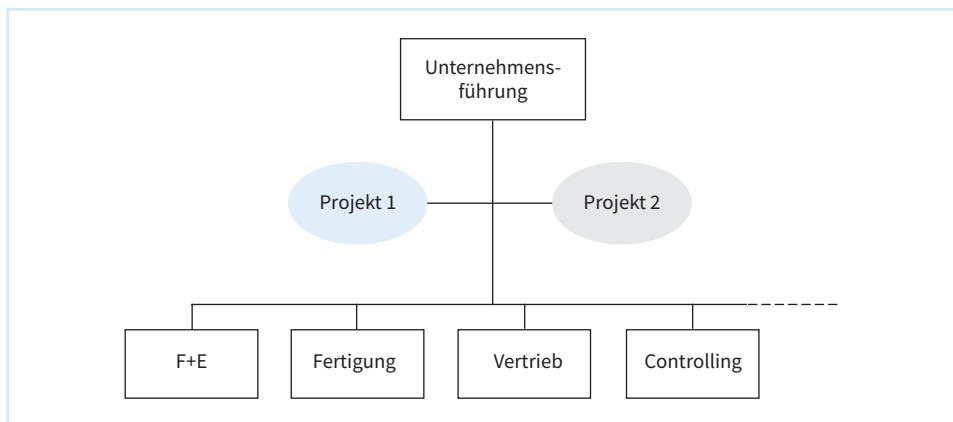 Unternehmens-
führung
Projekt 1
Projekt 2
F+E
Fertigung
Vertrieb
Controlling